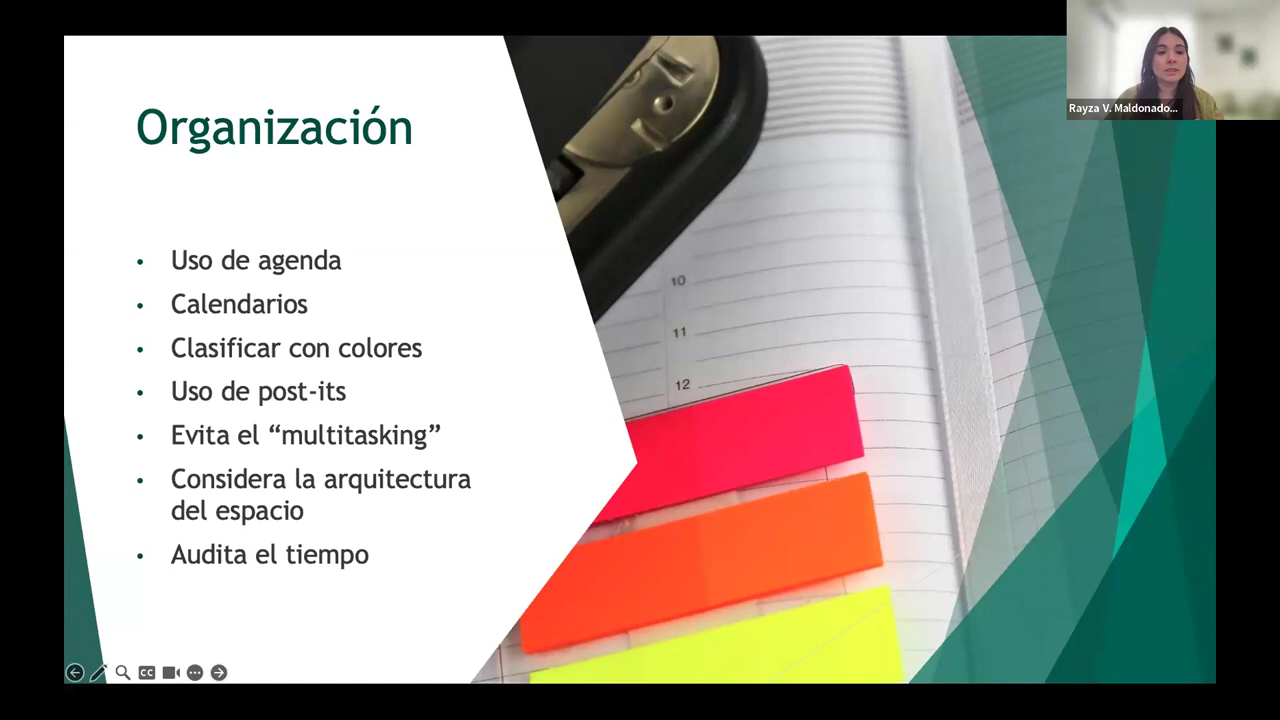 Organización
• Uso de agenda
• Calendarios
• Clasificar con colores
• Uso de post-its
• Evita el “multitasking”
• Considera la arquitectura
del espacio
• Audita el tiempo
10
11
12
Rayza V. Maldonado...
CC